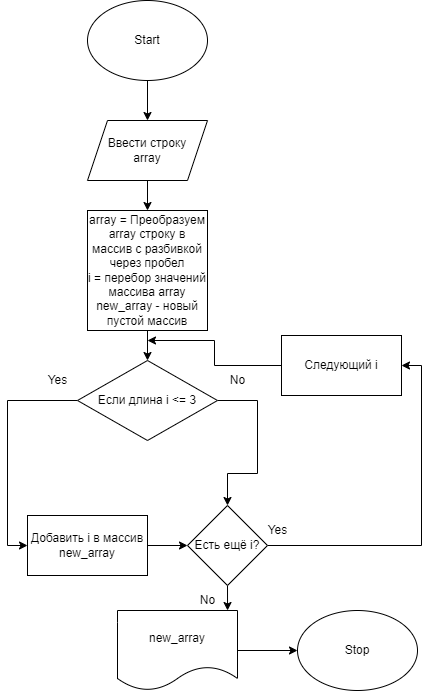 Start
Ввести строку
array
array = Преобразуем
array строку в
массив с разбивкой
через пробел
i = перебор значений
массива array
new_array - новый
пустой массив
Следующий i
Yes
No
Если длина i <= 3
Добавить i в массив
new_array
Есть ещё i?
Yes
No
new_array
Stop